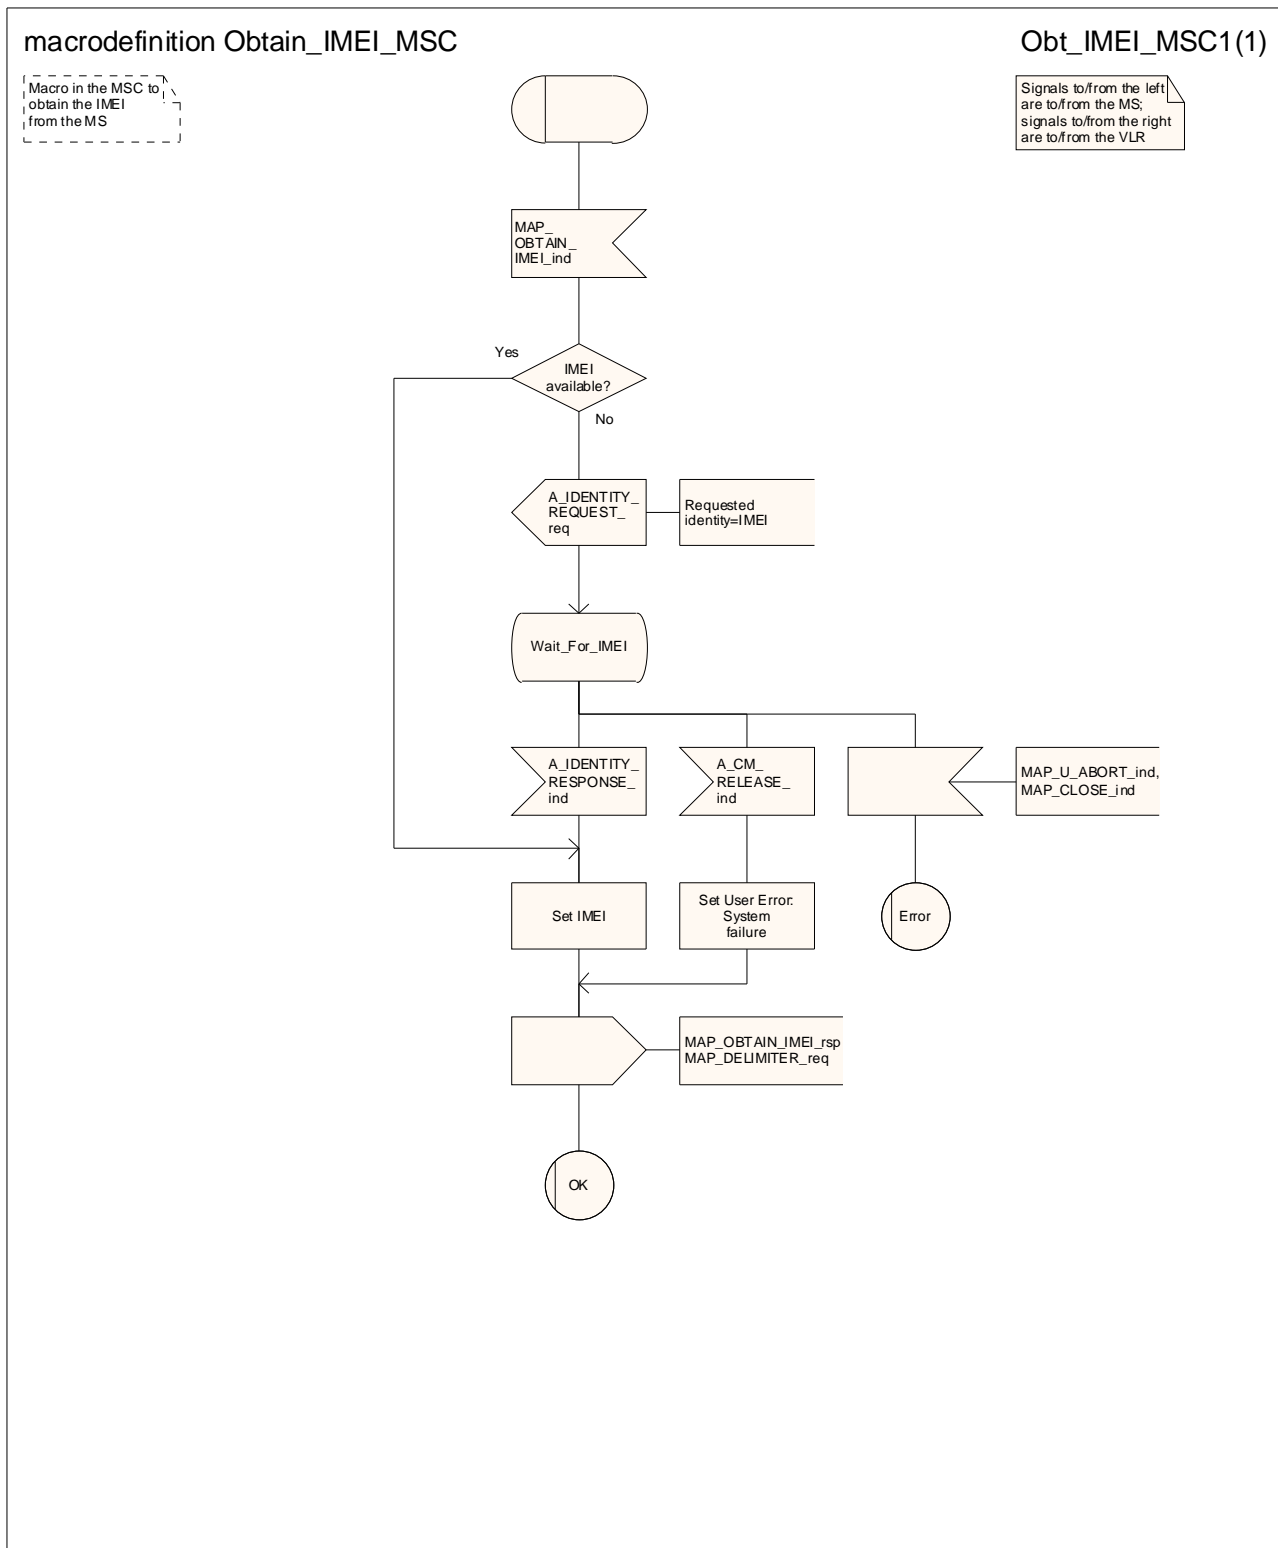 macrodefinition Obtain_IMEI_MSC
Obt_IMEI_MSC1(1)
Macro in the MSC to
obtain the IMEI
from the MS
Signals to/from the left
are to/from the MS;
signals to/from the right
are to/from the VLR
MAP_
OBTAIN_
IMEI_ind
Yes
IMEI
available?
No
A_IDENTITY_
REQUEST_
req
Requested
identity=IMEI
Wait_For_IMEI
A_IDENTITY_
RESPONSE_
ind
A_CM_
RELEASE_
ind
MAP_U_ABORT_ind,
MAP_CLOSE_ind
Set IMEI
Set User Error:
System
failure
Error
MAP_OBTAIN_IMEI_rsp
MAP_DELIMITER_req
OK